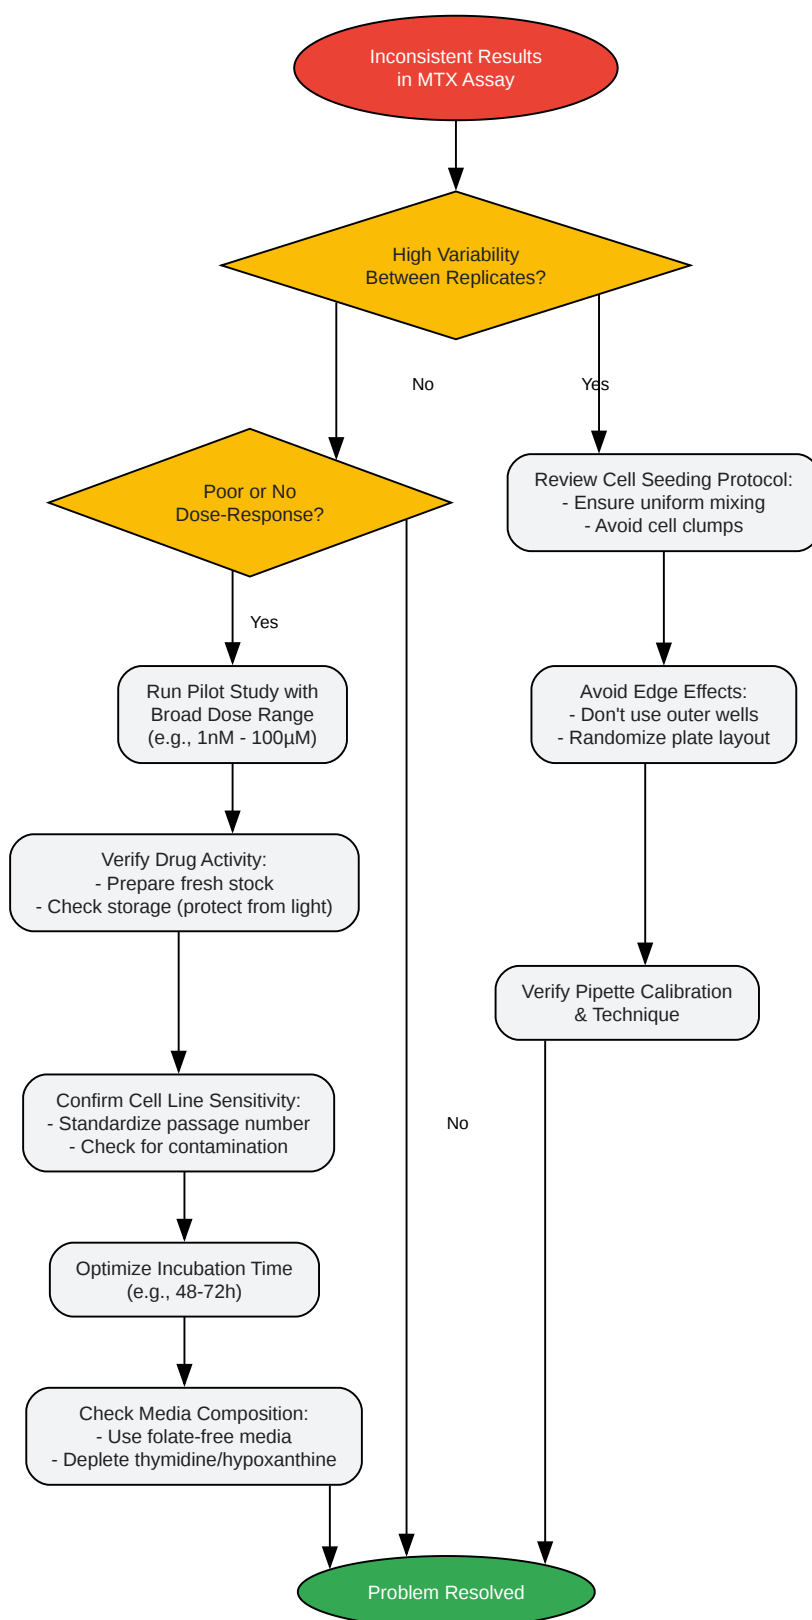 Inconsistent Results
in MTX Assay
High Variability
Between Replicates?
No
Yes
Poor or No
Dose-Response?
Review Cell Seeding Protocol:
- Ensure uniform mixing
- Avoid cell clumps
Yes
Run Pilot Study with
Broad Dose Range
(e.g., 1nM - 100µM)
Avoid Edge Effects:
- Don't use outer wells
- Randomize plate layout
Verify Drug Activity:
- Prepare fresh stock
- Check storage (protect from light)
Verify Pipette Calibration
& Technique
Confirm Cell Line Sensitivity:
- Standardize passage number
- Check for contamination
No
Optimize Incubation Time
(e.g., 48-72h)
Check Media Composition:
- Use folate-free media
- Deplete thymidine/hypoxanthine
Problem Resolved